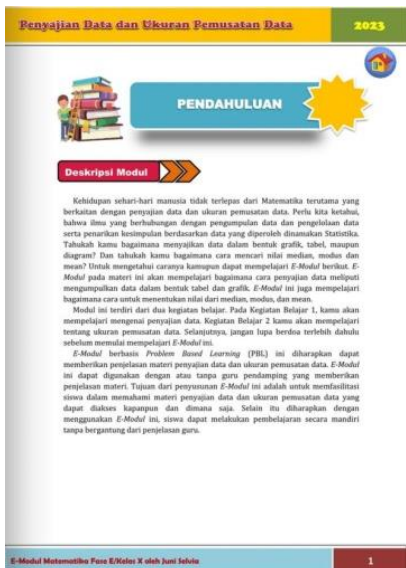 Penyajian Data dan Ukuran Pemusatan Data
2023
PENDAHULUAN
Deskripsi Modul
Kehidupan sehari-hari manusia tidak terlepas dari Matematika terutama yang
berkaitan dengan penyajian data dan ukuran pemusatan data. Perlu kita ketahui,
bahwa ilmu yang berhubungan dengan pengumpulan data dan pengelolaan data
serta penarikan kesimpulan berdasarkan data yang diperoleh dinamakan Statistika.
Tahukah kamu bagaimana menyajikan data dalam bentuk grafik, tabel, maupun
diagram? Dan tahukah kamu bagaimana cara mencari nilai median, modus dan
mean? Untuk mengetahui caranya kamupun dapat mempelajari E-Modul berikut. E-
Modul pada materi ini akan mempelajari bagaimana cara penyajian data meliputi
mengumpulkan data dalam bentuk tabel dan grafik. E-Modul ini juga mempelajari
bagaimana cara untuk menentukan nilai dari median, modus, dan mean.
Modul ini terdiri dari dua kegiatan belajar. Pada Kegiatan Belajar 1, kamu akan
mempelajari mengenai penyajian data. Kegiatan Belajar 2 kamu akan mempelajari
tentang ukuran pemusatan data. Selanjutnya, jangan lupa berdoa terlebih dahulu
sebelum memulai mempelajari E-Modul ini.
E-Modul berbasis Problem Based Learning (PBL) ini diharapkan dapat
memberikan penjelasan materi penyajian data dan ukuran pemusatan data. E-Modul
ini dapat digunakan dengan atau tanpa guru pendamping yang memberikan
penjelasan materi. Tujuan dari penyusunan E-Modul ini adalah untuk memfasilitasi
siswa dalam memahami materi penyajian data dan ukuran pemusatan data yang
dapat diakses kapanpun dan dimana saja. Selain itu diharapkan dengan
menggunakan E-Modul ini, siswa dapat melakukan pembelajaran secara mandiri
tanpa bergantung dari penjelasan guru.
E-Modul Matematika Fase E/Kelas X oleh Juni Selvia
1